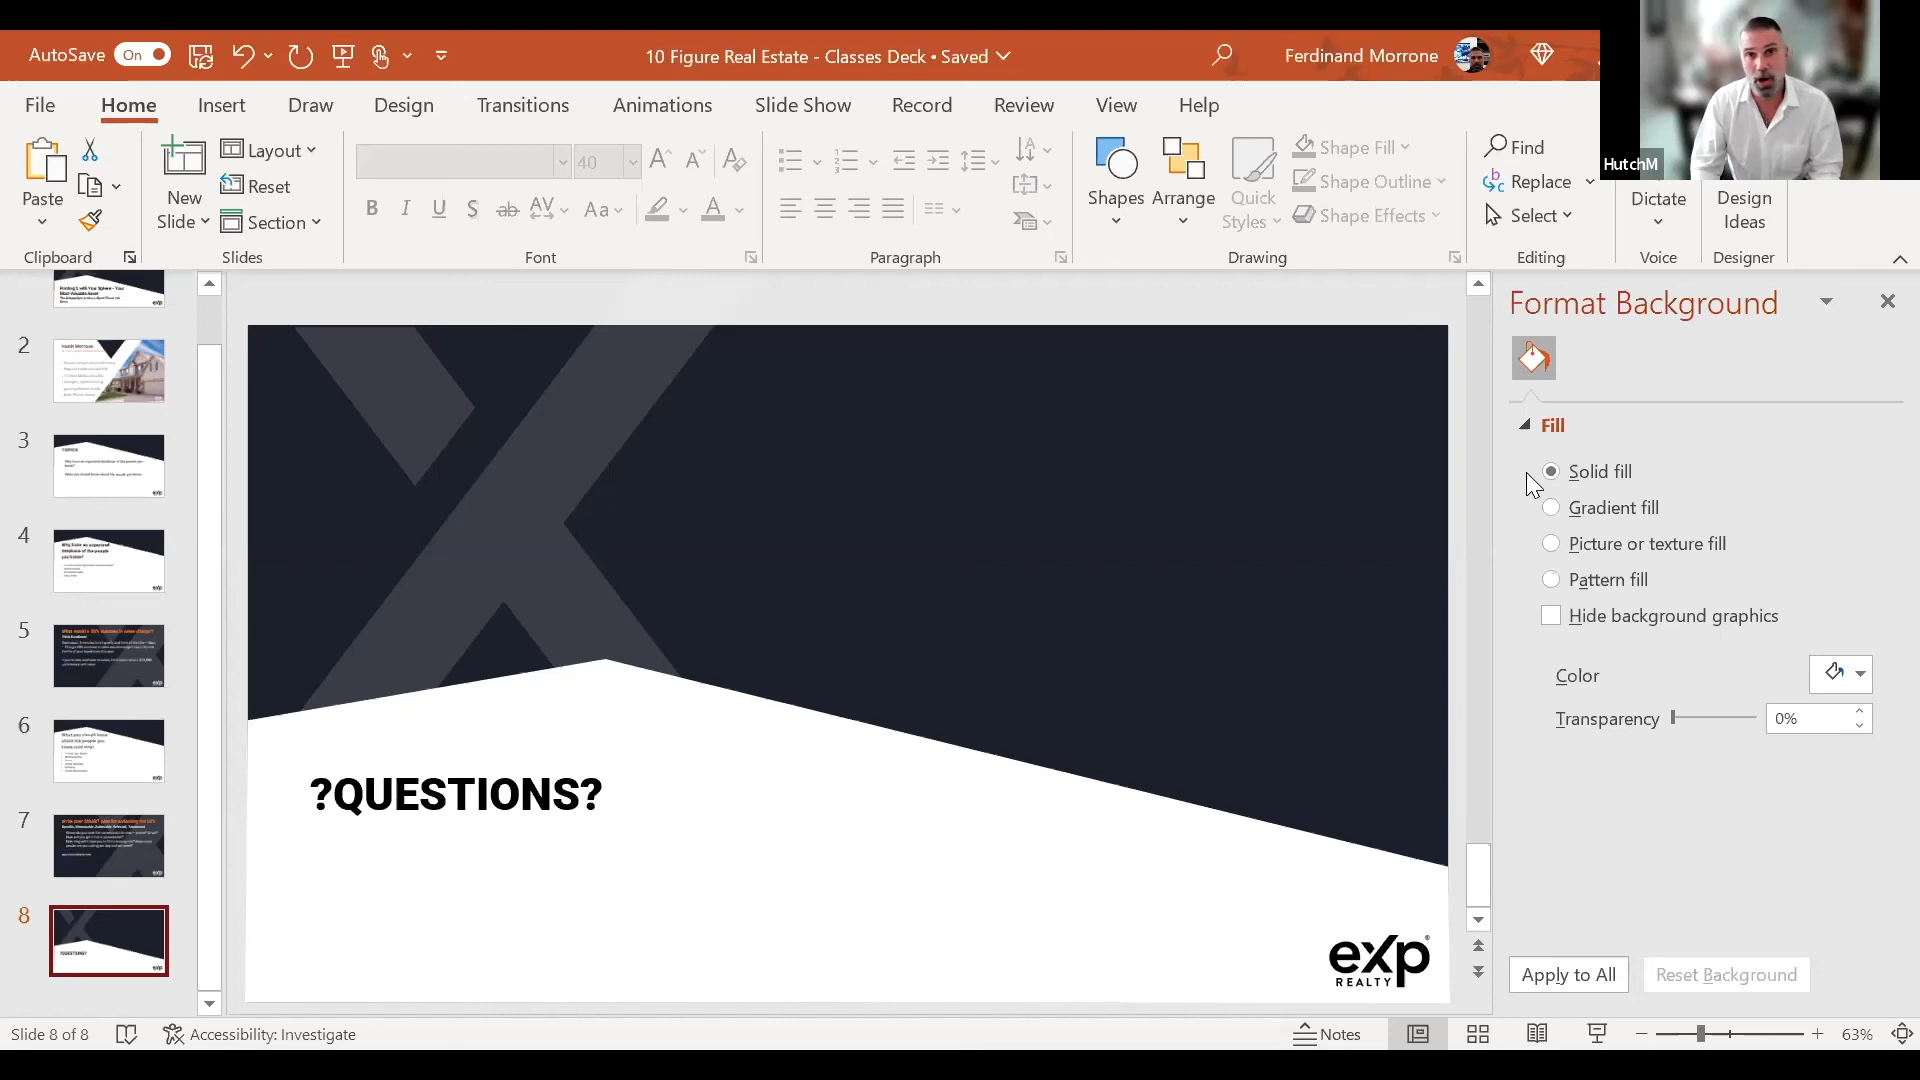 AutoSave On
10 Figure Real Estate - Classes Deck • Saved
Ferdinand Morrone
HutchM
File Home Insert Draw Design Transitions Animations Slide Show Record Review View Help
Paste
New
Slide
Layout
Reset
Section
40
B I U S ab AV Aa A
Shapes Arrange Quick
Styles
Shape Fill
Shape Outline
Shape Effects
Find
Replace
Select
Dictate
Design
Ideas
Clipboard Slides Font Paragraph Drawing Editing Voice Designer
2
3
4
5
6
7
8
?QUESTIONS?
exp
REALTY
Format Background
Fill
Solid fill
Gradient fill
Picture or texture fill
Pattern fill
Hide background graphics
Color
Transparency 0%
Apply to All Reset Background
Slide 8 of 8 Accessibility: Investigate Notes 63%